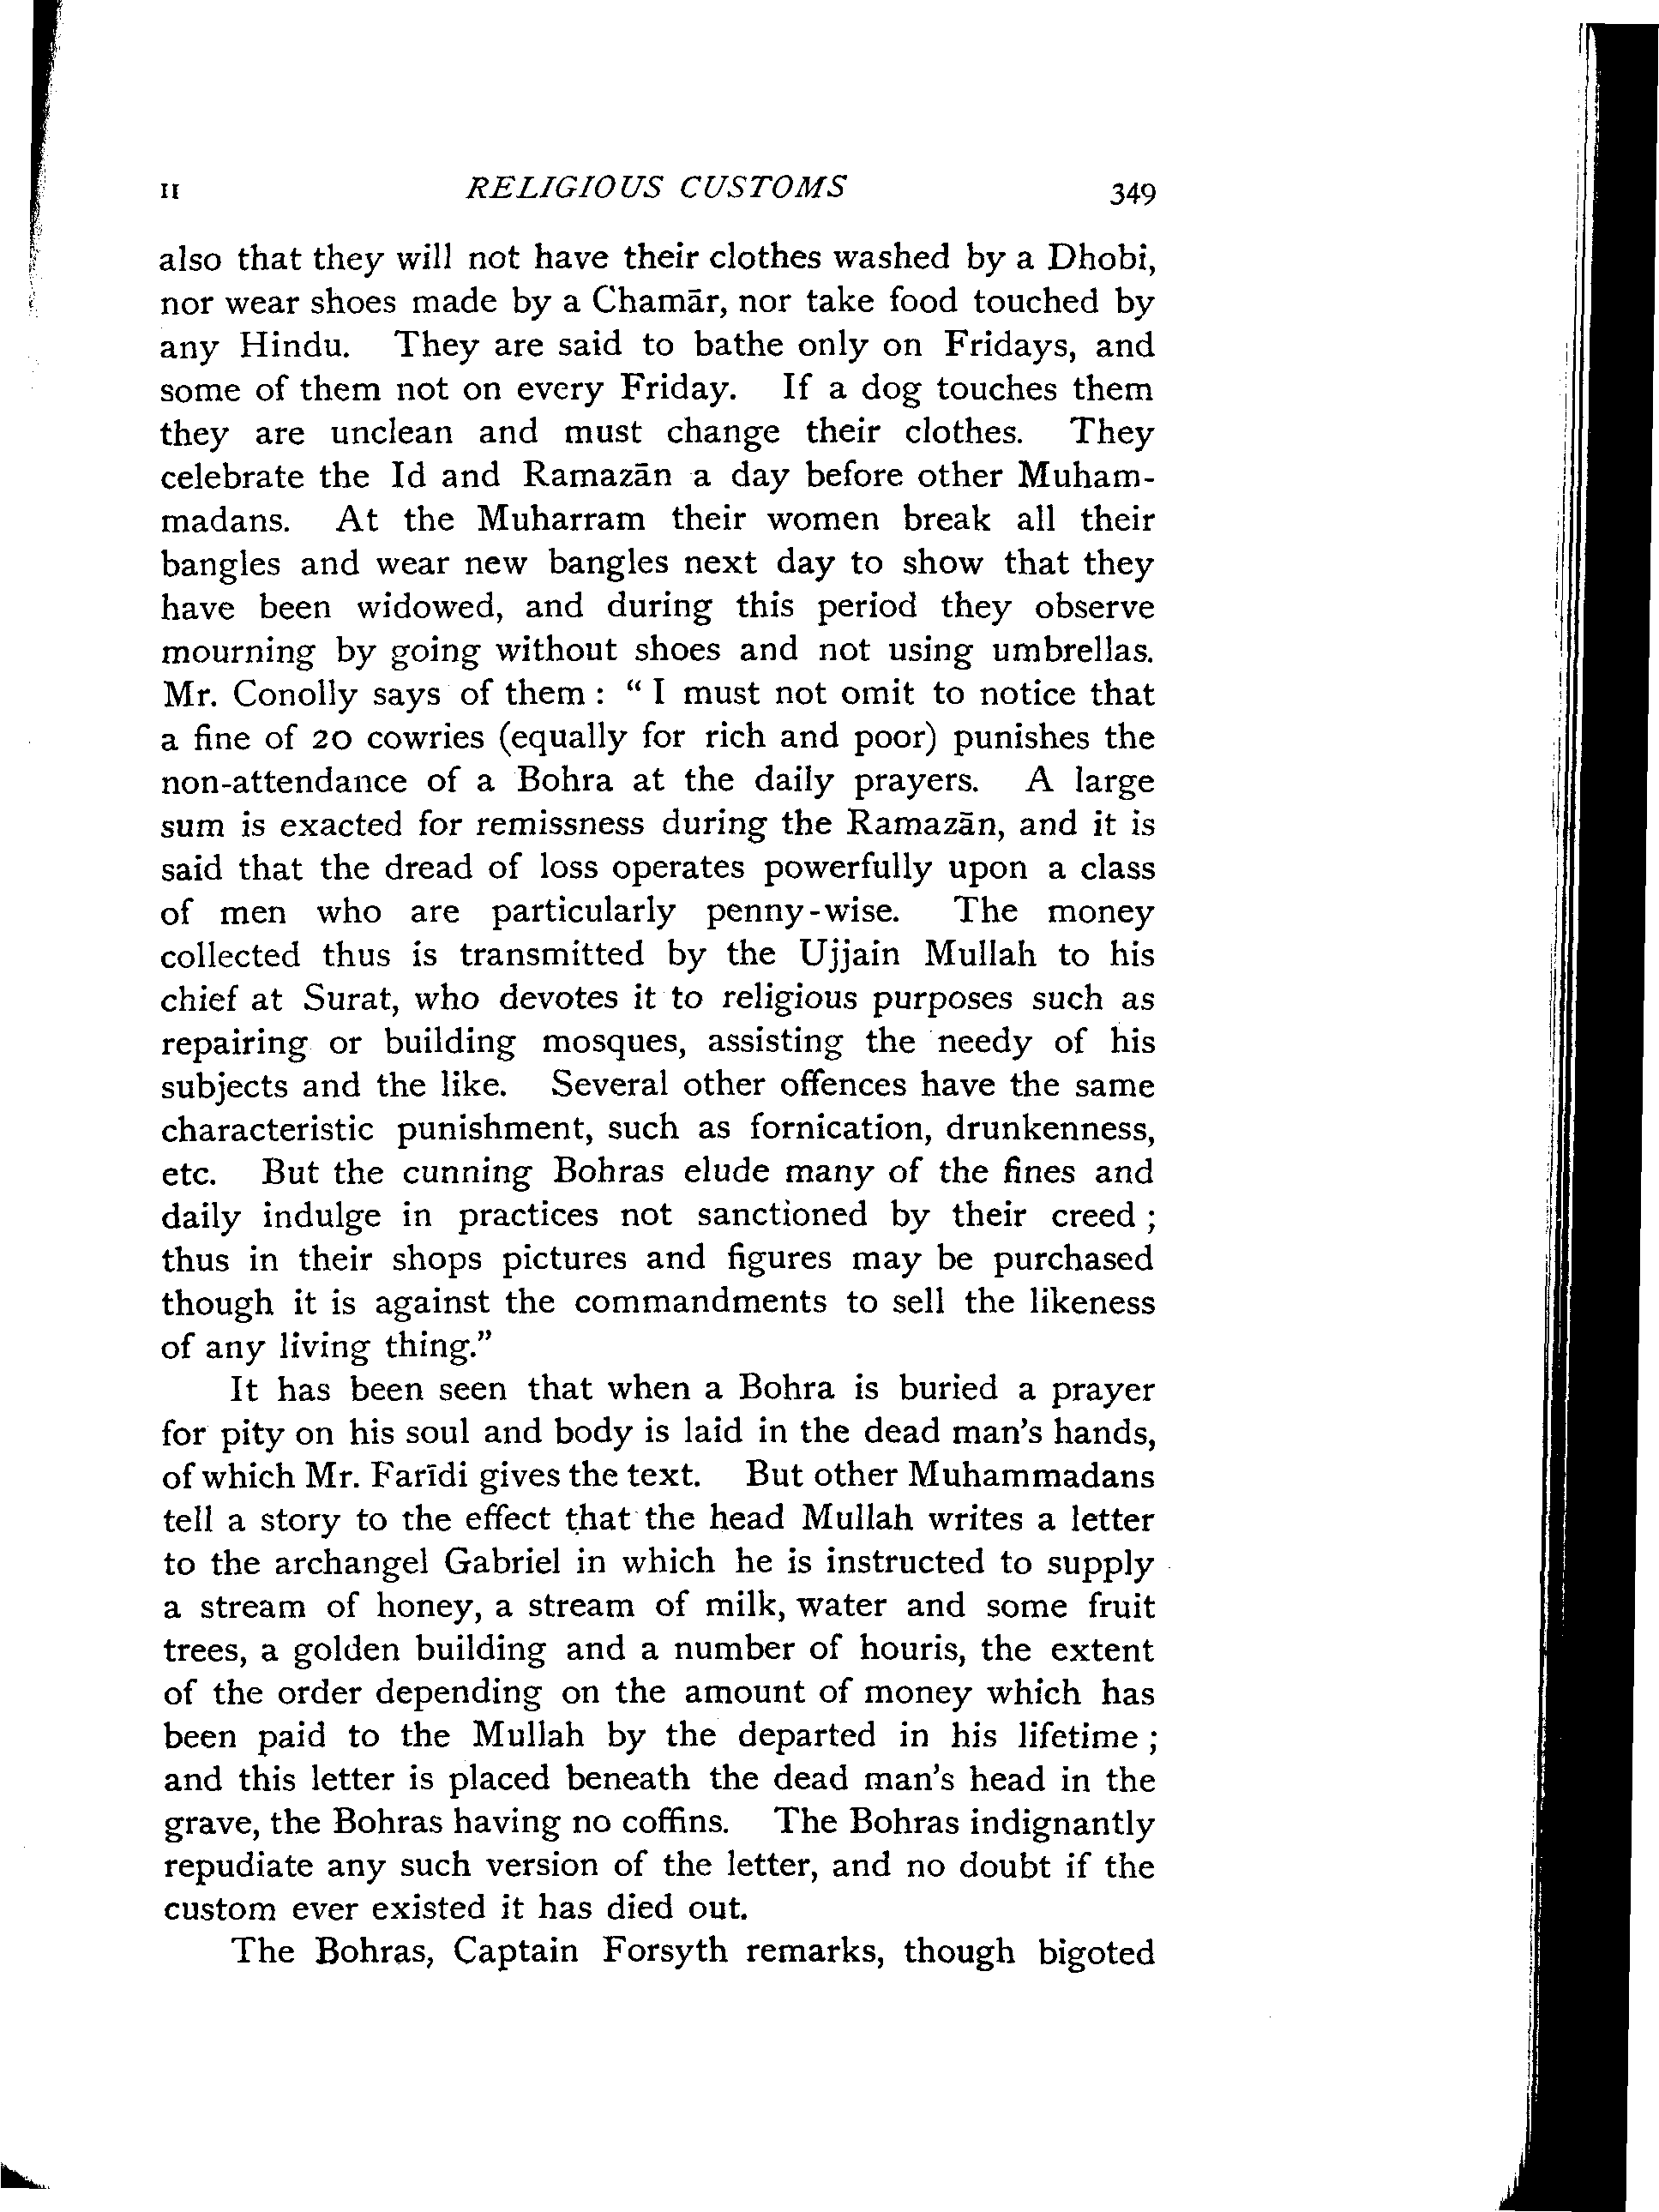 II RELIGIOUS CUSTOMS 349
also that they will not have their clothes washed by a Dhobi,
nor wear shoes made by a Chamār, nor take food touched by
any Hindu. They are said to bathe only on Fridays, and
some of them not on every Friday. If a dog touches them
they are unclean and must change their clothes. They
celebrate the Id and Ramazān a day before other Muham-
madans. At the Muharram their women break all their
bangles and wear new bangles next day to show that they
have been widowed, and during this period they observe
mourning by going without shoes and not using umbrellas.
Mr. Conolly says of them : “ I must not omit to notice that
a fine of 20 cowries (equally for rich and poor) punishes the
non-attendance of a Bohra at the daily prayers. A large
sum is exacted for remissness during the Ramazān, and it is
said that the dread of loss operates powerfully upon a class
of men who are particularly penny-wise. The money
collected thus is transmitted by the Ujjain Mullah to his
chief at Surat, who devotes it to religious purposes such as
repairing or building mosques, assisting the needy of his
subjects and the like. Several other offences have the same
characteristic punishment, such as fornication, drunkenness,
etc. But the cunning Bohras elude many of the fines and
daily indulge in practices not sanctioned by their creed ;
thus in their shops pictures and figures may be purchased
though it is against the commandments to sell the likeness
of any living thing.”
It has been seen that when a Bohra is buried a prayer
for pity on his soul and body is laid in the dead man’s hands,
of which Mr. Farīdi gives the text. But other Muhammadans
tell a story to the effect that the head Mullah writes a letter
to the archangel Gabriel in which he is instructed to supply
a stream of honey, a stream of milk, water and some fruit
trees, a golden building and a number of houris, the extent
of the order depending on the amount of money which has
been paid to the Mullah by the departed in his lifetime ;
and this letter is placed beneath the dead man’s head in the
grave, the Bohras having no coffins. The Bohras indignantly
repudiate any such version of the letter, and no doubt if the
custom ever existed it has died out.
The Bohras, Captain Forsyth remarks, though bigoted